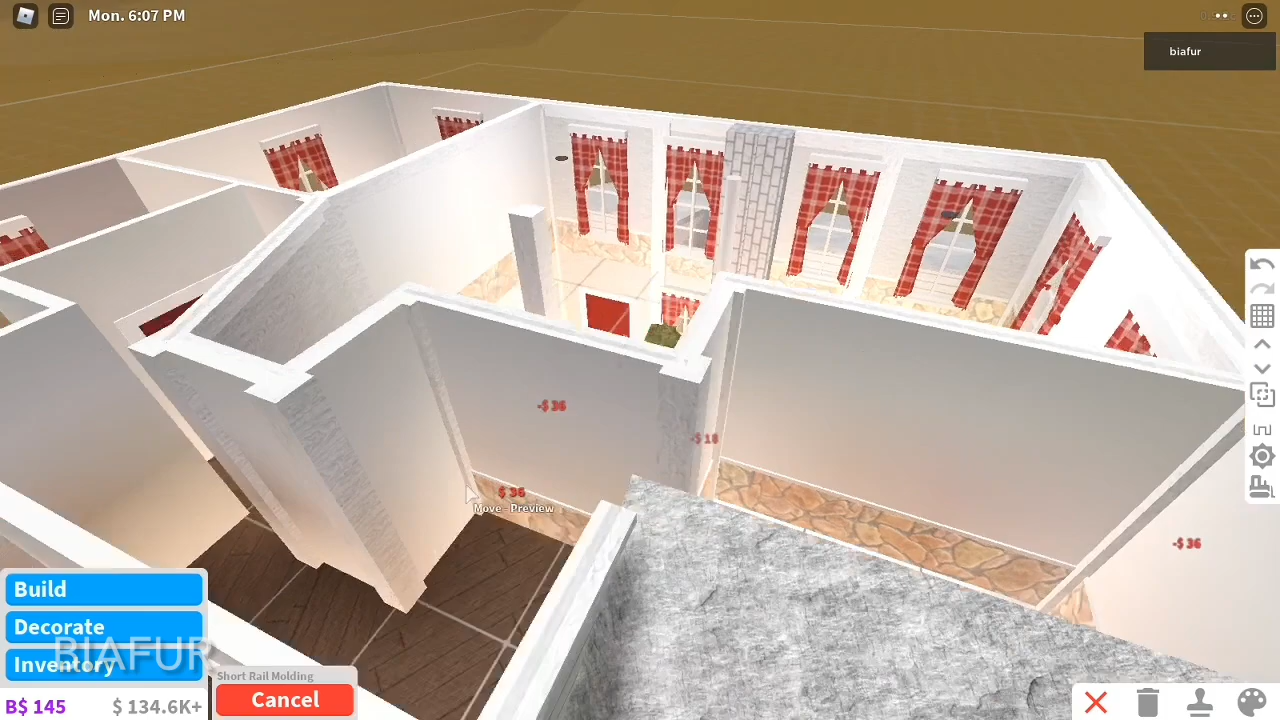 Mon. 6:07 PM
biafur
-$ 36
-$ 18
$ 36
Move - Preview
-$ 36
Build
Decorate
Inventory
BIAFUR
Short Rail Molding
Cancel
B$ 145
$ 134.6K+